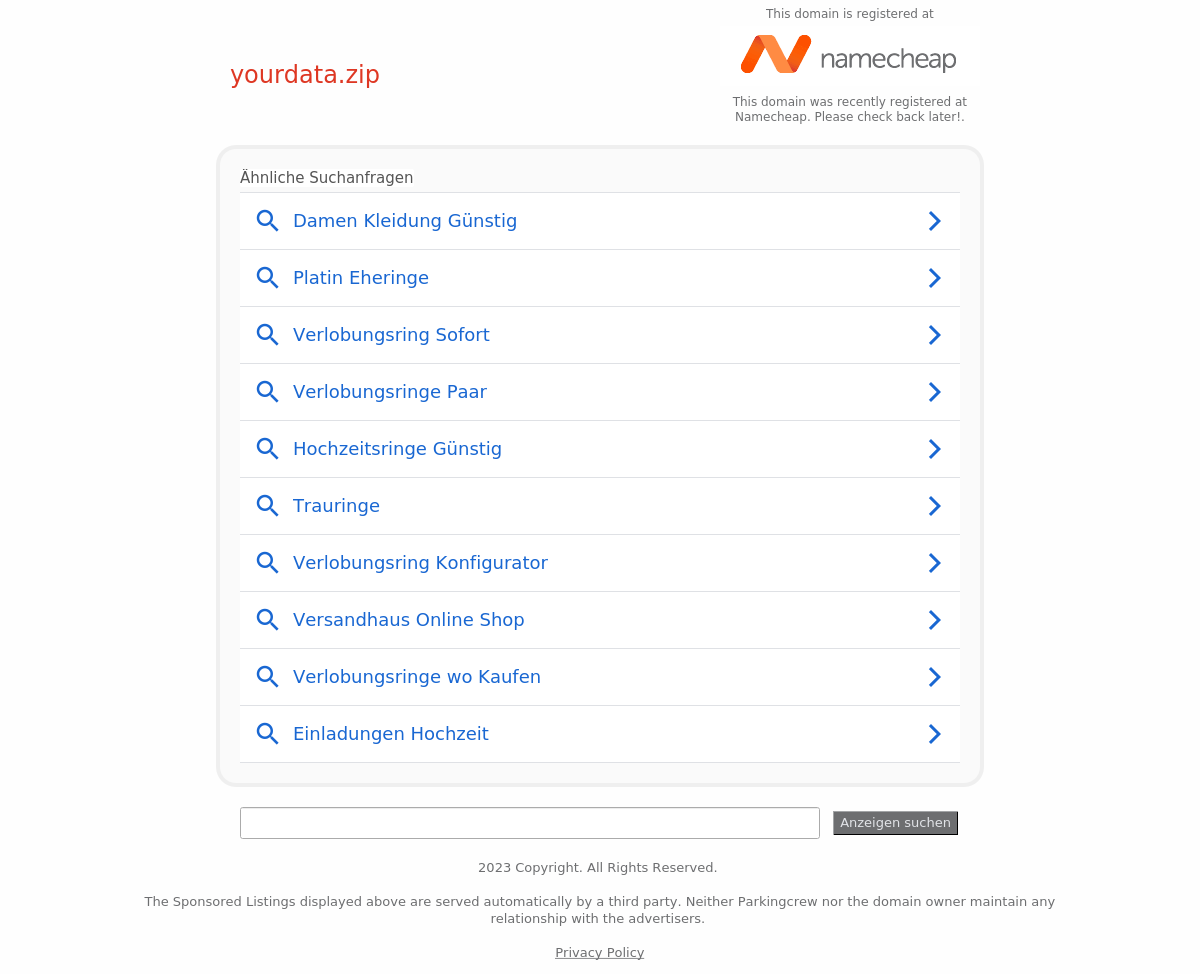 This domain is registered at
namecheap
yourdata.zip
This domain was recently registered at
Namecheap. Please check back later!.
Ähnliche Suchanfragen
Damen Kleidung Günstig
Platin Eheringe
Verlobungsring Sofort
Verlobungsringe Paar
Hochzeitsringe Günstig
Trauringe
Verlobungsring Konfigurator
Versandhaus Online Shop
Verlobungsringe wo Kaufen
Einladungen Hochzeit
Anzeigen suchen
2023 Copyright. All Rights Reserved.
The Sponsored Listings displayed above are served automatically by a third party. Neither Parkingcrew nor the domain owner maintain any
relationship with the advertisers.
Privacy Policy